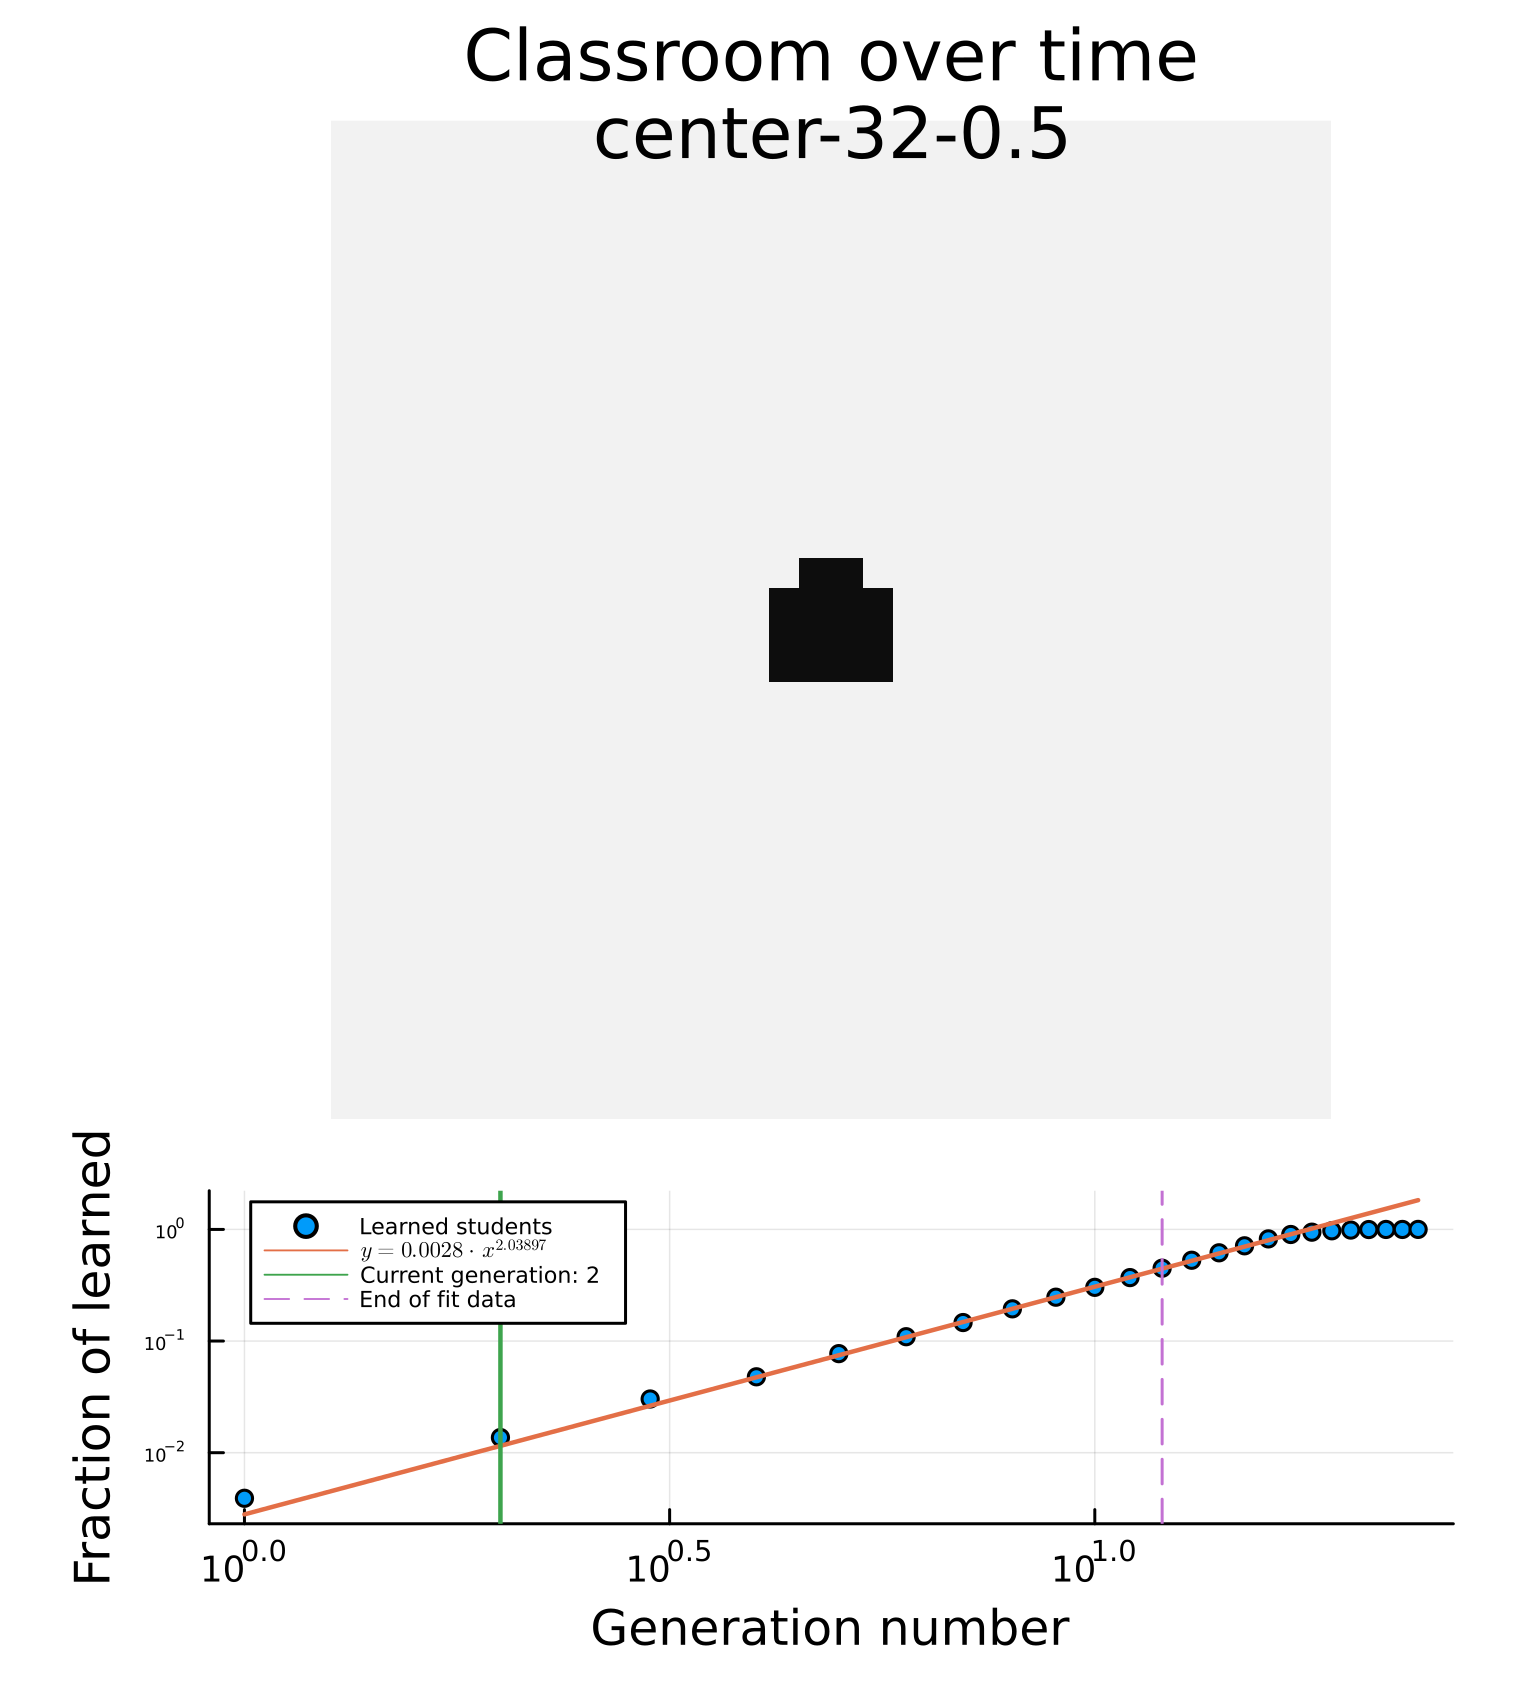 Classroom over time
center-32-0.5
Fraction of learned
10^0
10^-1
10^-2
Learned students
y = 0.0028 · x^2.03897
Current generation: 2
End of fit data
10^0.0
10^0.5
10^1.0
Generation number